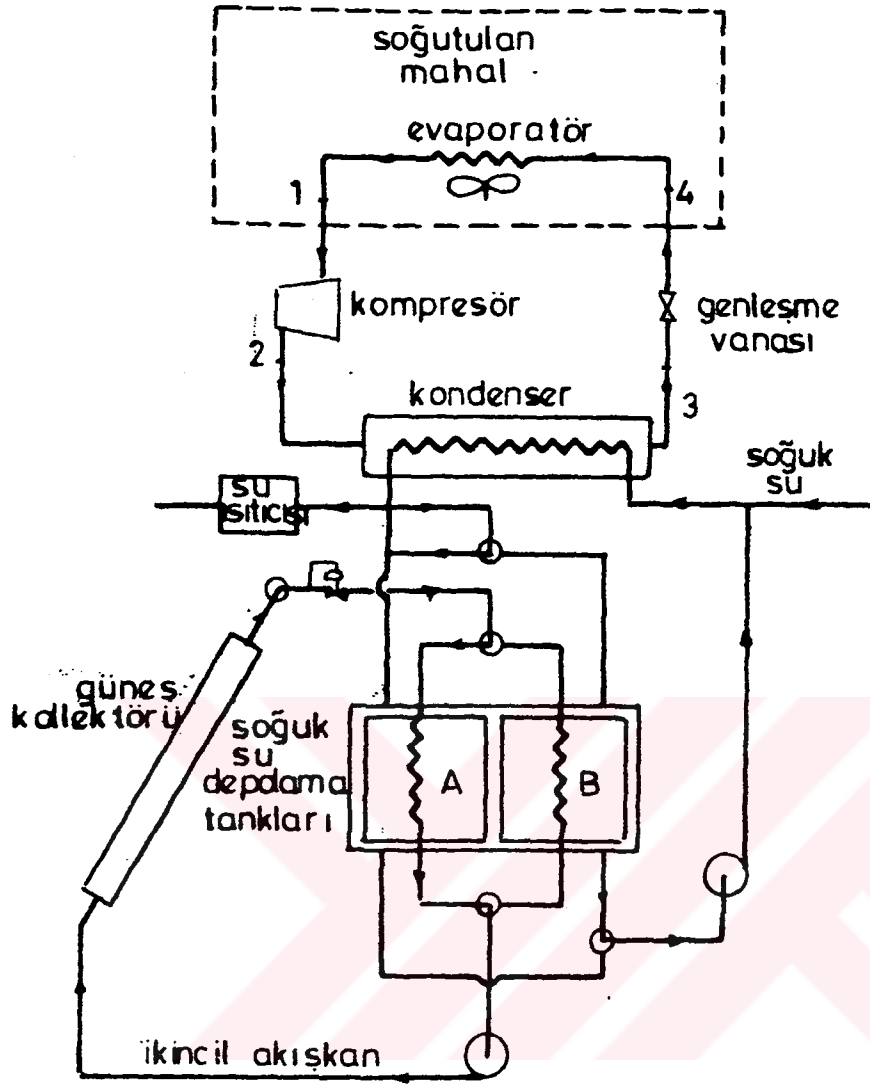 soğutulan
mahal
evaporatör
1
4
kompresör
genleşme
vanası
2
kondenser
3
soğuk
su
su
ısıtıcısı
güneş
kollektörü
soğuk
su
depdama
tankları
A
B
ikincil akışkan